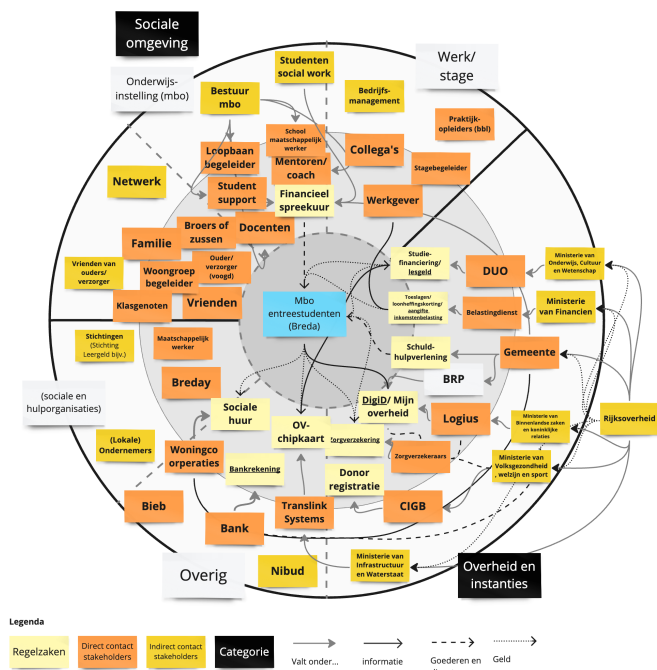 Sociale
omgeving
Studenten
social work
Werk/
stage
Onderwijs-
instelling (mbo)
Bestuur
mbo
Bedrijfs-
management
Praktijk-
opleiders (bbl)
School
maatschappelijk
werker
Collega's
Loopbaan
begeleider
Mentoren/
coach
Stagebegeleider
Netwerk
Student
support
Financieel
spreekuur
Werkgever
Broers of
zussen
Docenten
Familie
Studie-
financiering/
lesgeld
DUO
Ministerie van
Onderwijs, Cultuur
en Wetenschap
Vrienden van
ouders/
verzorger
Woongroep
begeleider
Ouder/
verzorger
(voogd)
Klasgenoten
Vrienden
Mbo
entreestudenten
(Breda)
Toeslagen/
loonheffingskorting/
aangifte
inkomstenbelasting
Belastingdienst
Ministerie
van Financien
Stichtingen
(Stichting
Leergeld bijv.)
Maatschappelijk
werker
Schuld-
hulpverlening
Gemeente
BRP
(sociale en
hulporganisaties)
Breday
Sociale
huur
DigiD/ Mijn
overheid
Logius
Rijksoverheid
OV-
chipkaart
Zorgverzekering
Ministerie van
Binnenlandse zaken
en koninklijke
relaties
(Lokale)
Ondernemers
Woningco
orperaties
Bankrekening
Zorgverzekeraars
Ministerie van
Volksgezondheid
, welzijn en sport
Donor
registratie
Bieb
Bank
Translink
Systems
CIGB
Overig
Nibud
Ministerie van
Infrastructuur
en Waterstaat
Overheid en
instanties
Legenda
Regelzaken
Direct contact
stakeholders
Indirect contact
stakeholders
Categorie
Valt onder...
informatie
Goederen en
Geld